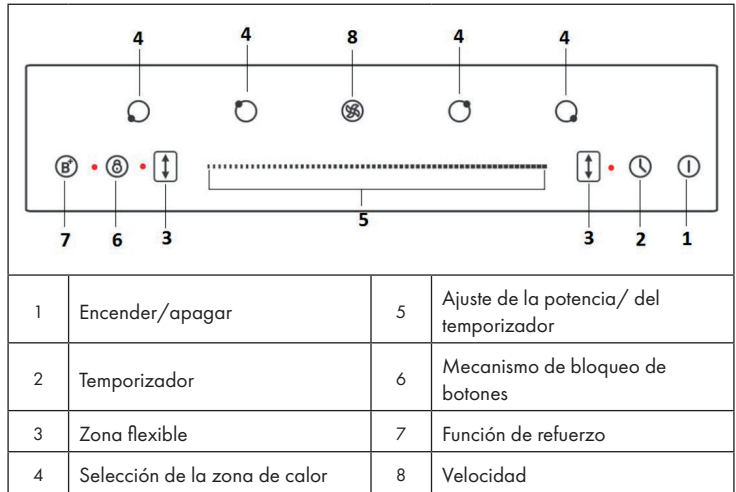 4 4 8 4 4
B+
5
7 6 3 3 2 1
1 Encender/apagar 5 Ajuste de la potencia/ del
temporizador
2 Temporizador 6 Mecanismo de bloqueo de
botones
3 Zona flexible 7 Función de refuerzo
4 Selección de la zona de calor 8 Velocidad